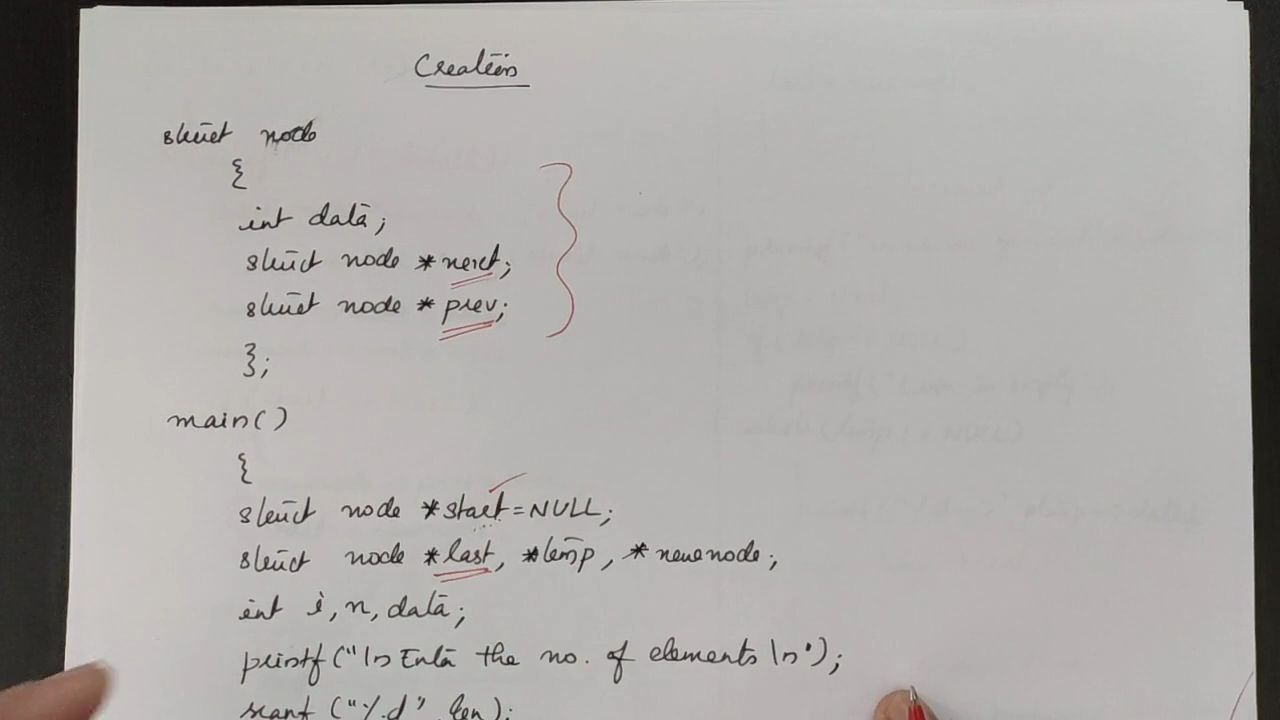 Creation
struct node
{
int data;
struct node *next;
struct node *prev;
};
main()
{
struct node *start=NULL;
struct node *last, *temp, *newnode;
int i, n, data;
printf("\n Enter the no. of elements \n");
scanf ("%d", &n);